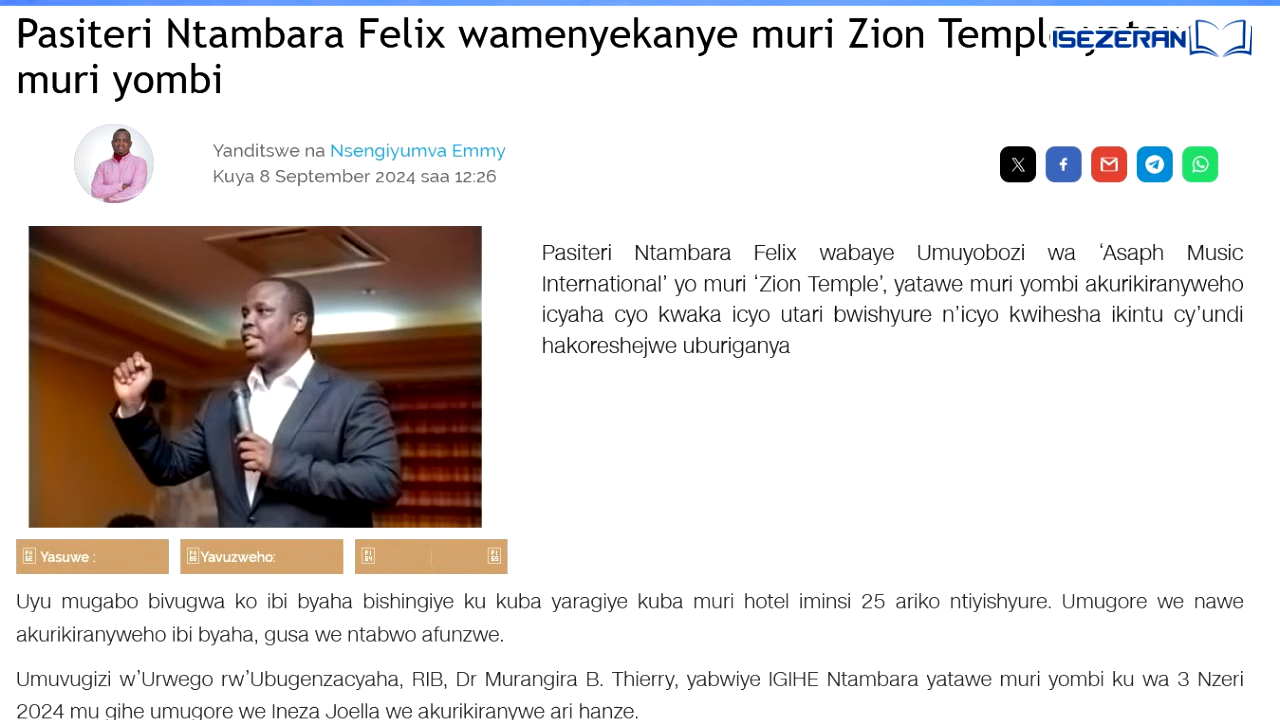 Pasiteri Ntambara Felix wamenyekanye muri Zion Temple
ISEZERAN
muri yombi
Yanditswe na Nsengiyumva Emmy
Kuya 8 September 2024 saa 12:26
Pasiteri Ntambara Felix wabaye Umuyobozi wa ‘Asaph Music
International’ yo muri ‘Zion Temple’, yatawe muri yombi akurikiranyweho
icyaha cyo kwaka icyo utari bwishyure n’icyo kwihesha ikintu cy’undi
hakoreshejwe uburiganya
Yasuwe :
Yavuzweho:
Uyu mugabo bivugwa ko ibi byaha bishingiye ku kuba yaragiye kuba muri hotel iminsi 25 ariko ntiyishyure. Umugore we nawe
akurikiranyweho ibi byaha, gusa we ntabwo afunzwe.
Umuvugizi w’Urwego rw’Ubugenzacyaha, RIB, Dr Murangira B. Thierry, yabwiye IGIHE Ntambara yatawe muri yombi ku wa 3 Nzeri
2024 mu gihe umugore we Ineza Joella we akurikiranywe ari hanze.